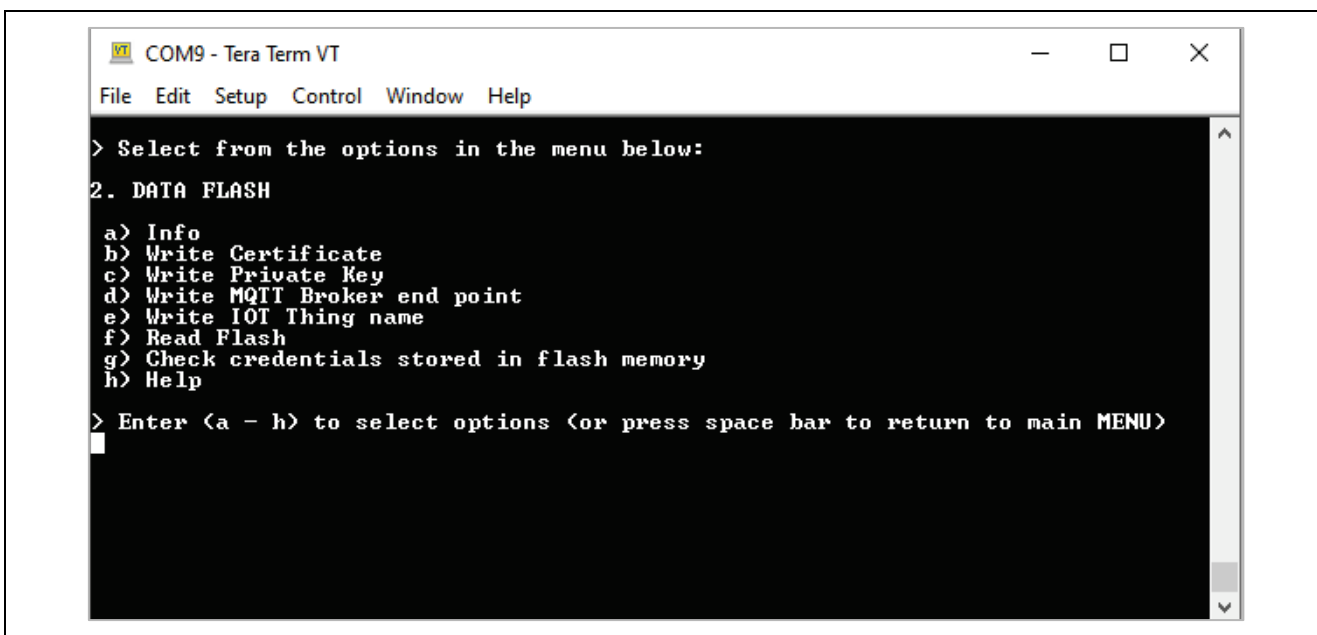 VT COM9 - Tera Term VT
File Edit Setup Control Window Help
> Select from the options in the menu below:
2. DATA FLASH
a) Info
b) Write Certificate
c) Write Private Key
d) Write MQTT Broker end point
e) Write IOT Thing name
f) Read Flash
g) Check credentials stored in flash memory
h) Help
> Enter (a - h) to select options (or press space bar to return to main MENU)